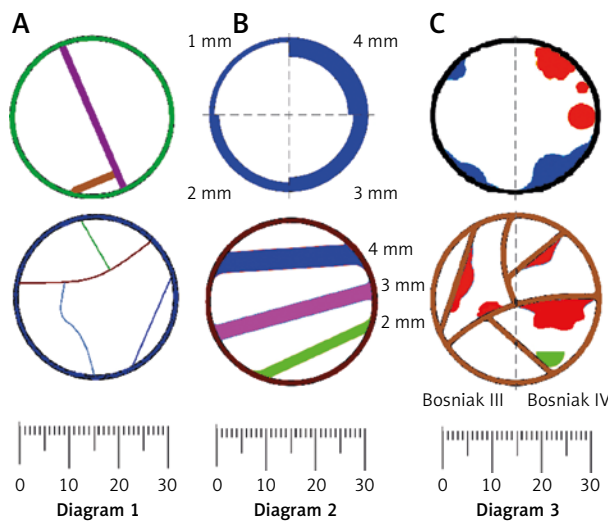 A
B
C
1 mm
4 mm
2 mm
3 mm
4 mm
3 mm
2 mm
Bosniak III
Bosniak IV
0 10 20 30
0 10 20 30
0 10 20 30
Diagram 1
Diagram 2
Diagram 3